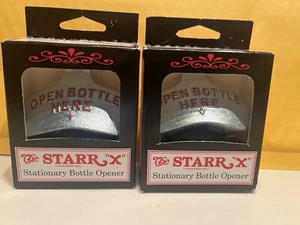 OPEN BOTTLE
HERE
The STARR "X"
Stationary Bottle Opener
OPEN BOTTLE
HERE
The STARR "X"
Stationary Bottle Opener